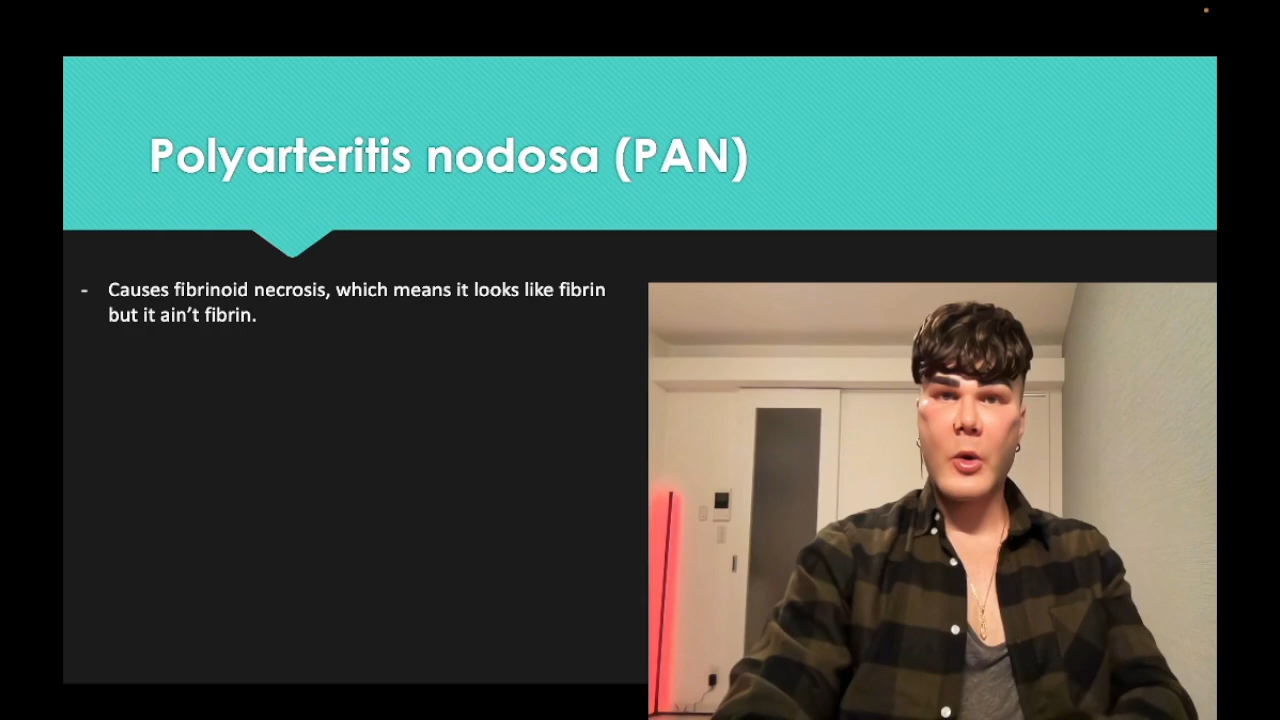 Polyarteritis nodosa (PAN)
- Causes fibrinoid necrosis, which means it looks like fibrin
but it ain’t fibrin.